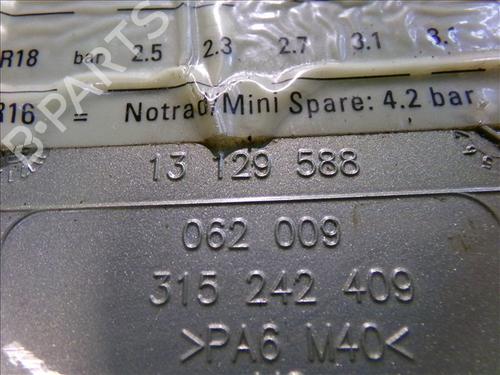 R18 bar 2.5 2.3 2.7 3.1
R16 = Notrad/Mini Spare: 4.2 bar
13 129 588
062 009
315 242 409
>PA6 M40<
B-PARTS